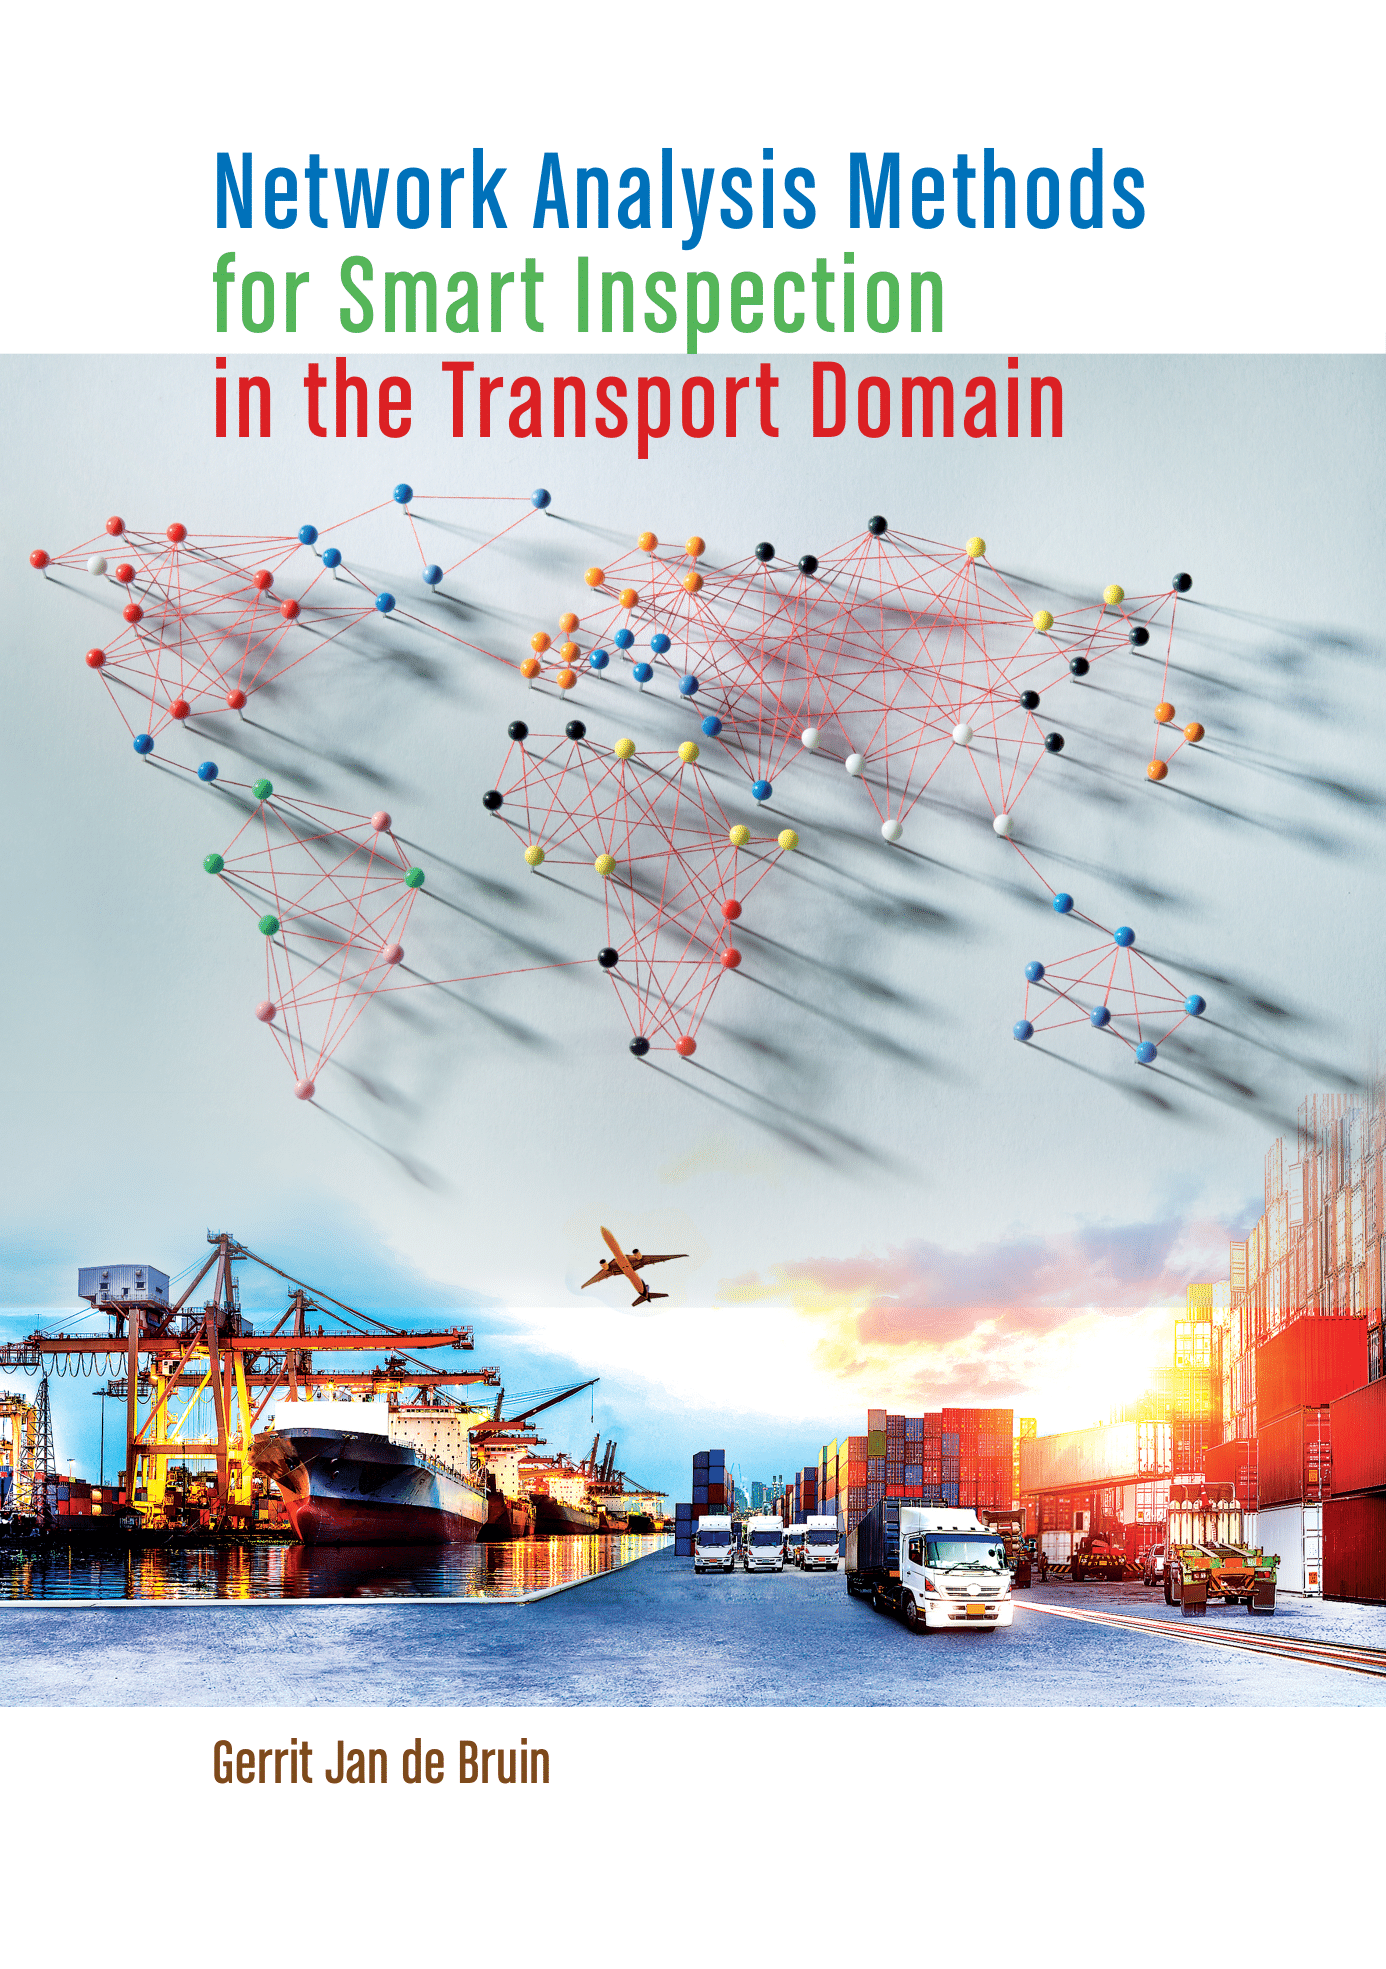 Network Analysis Methods
for Smart Inspection
in the Transport Domain
Gerrit Jan de Bruin